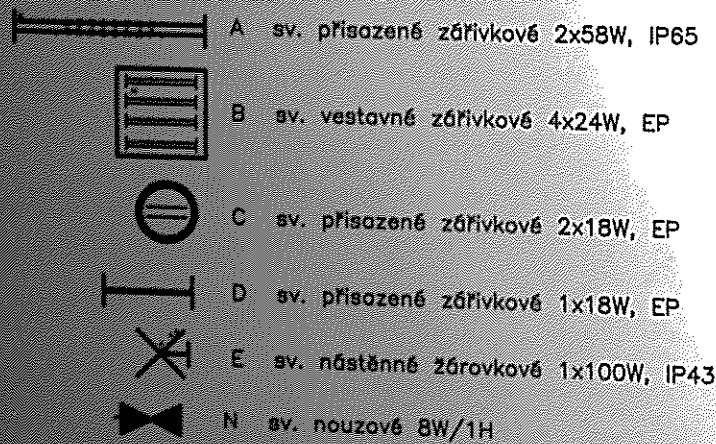 A sv. přisazené zářivkové 2x58W, IP65
B sv. vestavné zářivkové 4x24W, EP
C sv. přisazené zářivkové 2x18W, EP
D sv. přisazené zářivkové 1x18W, EP
E sv. nástěnné žárovkové 1x100W, IP43
N sv. nouzové 8W/1H